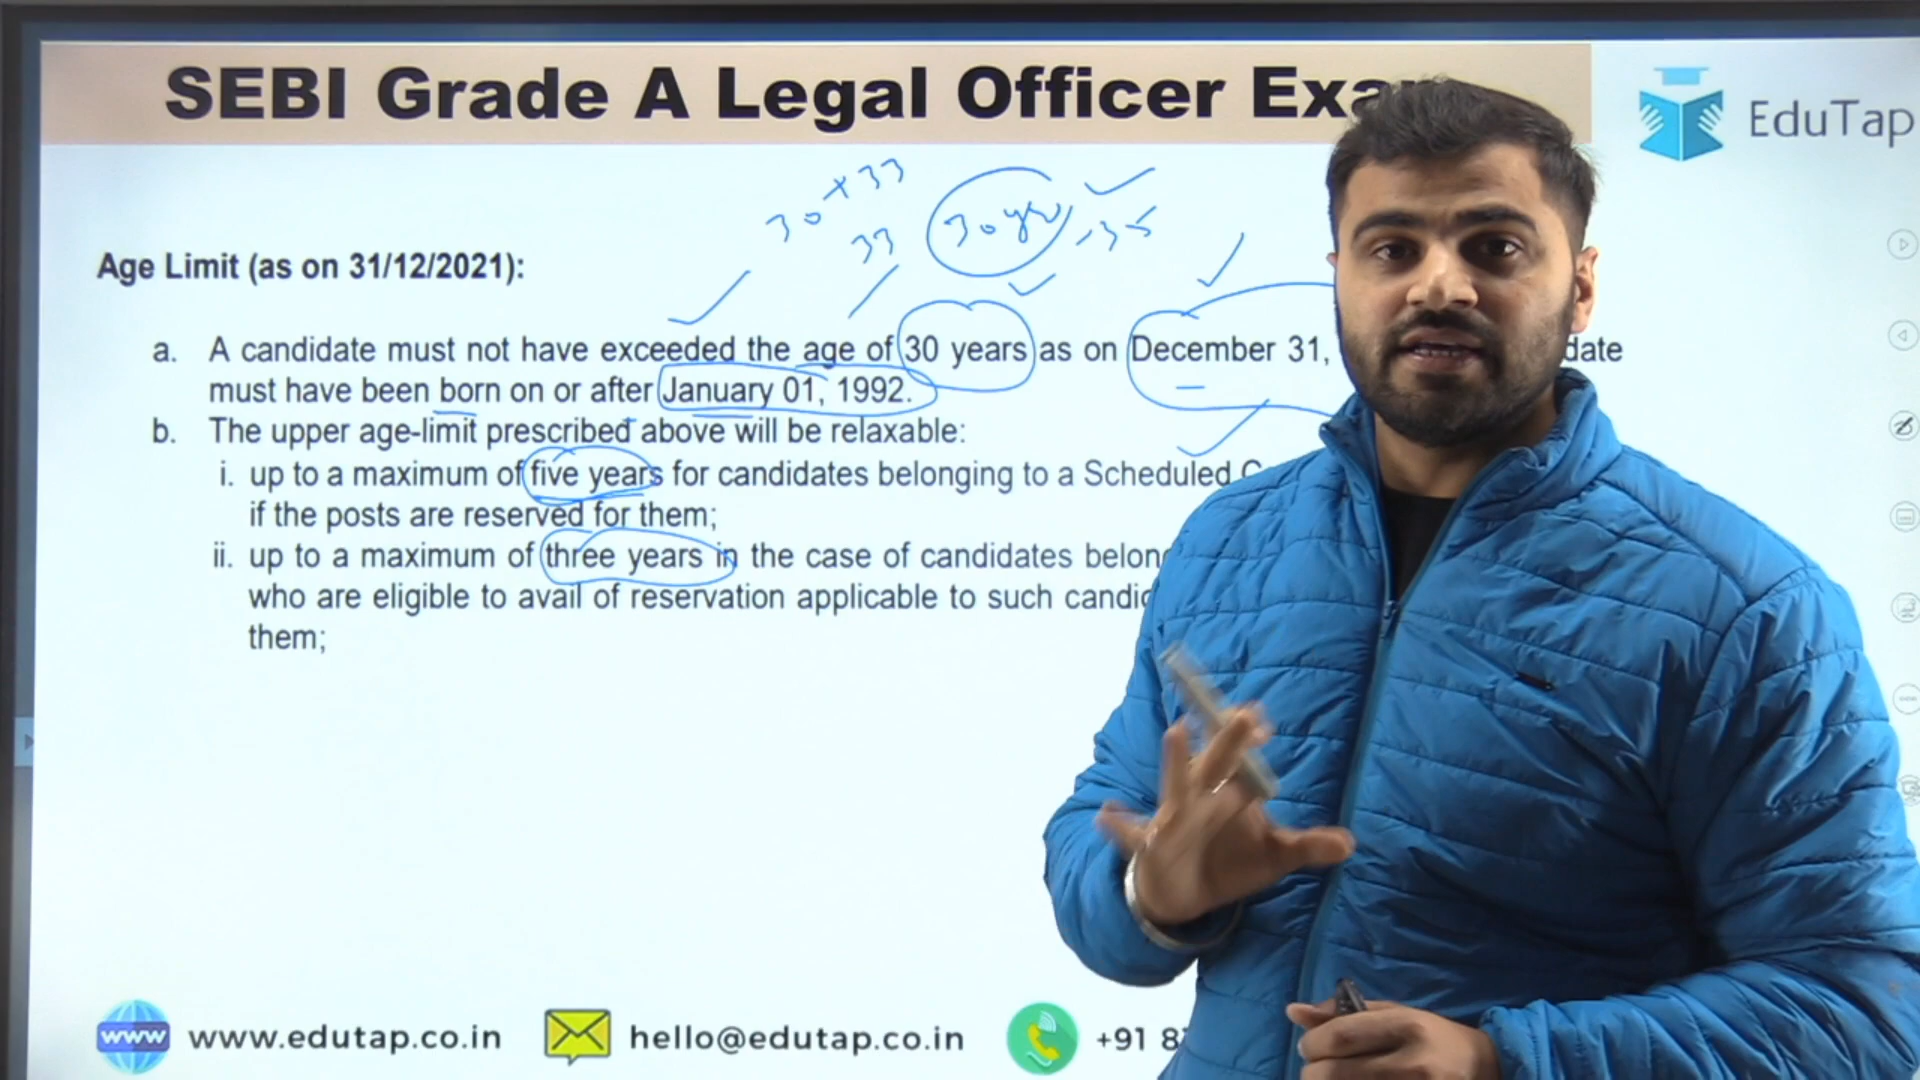 SEBI Grade A Legal Officer Exam
EduTap
30 + 33
33
30 yrs
-35
Age Limit (as on 31/12/2021):
a. A candidate must not have exceeded the age of 30 years as on December 31, date
must have been born on or after January 01, 1992.
b. The upper age-limit prescribed above will be relaxable:
i. up to a maximum of five years for candidates belonging to a Scheduled
if the posts are reserved for them;
ii. up to a maximum of three years in the case of candidates
who are eligible to avail of reservation applicable to such
them;
www www.edutap.co.in hello@edutap.co.in +91 8